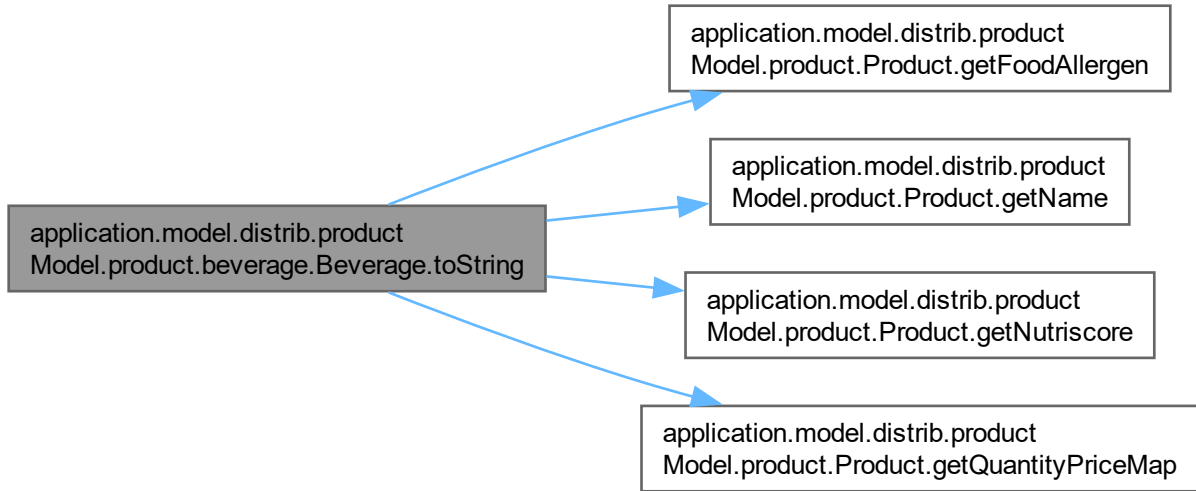 application.model.distrib.product
Model.product.beverage.Beverage.toString
application.model.distrib.product
Model.product.Product.getFoodAllergen
application.model.distrib.product
Model.product.Product.getName
application.model.distrib.product
Model.product.Product.getNutriscore
application.model.distrib.product
Model.product.Product.getQuantityPriceMap